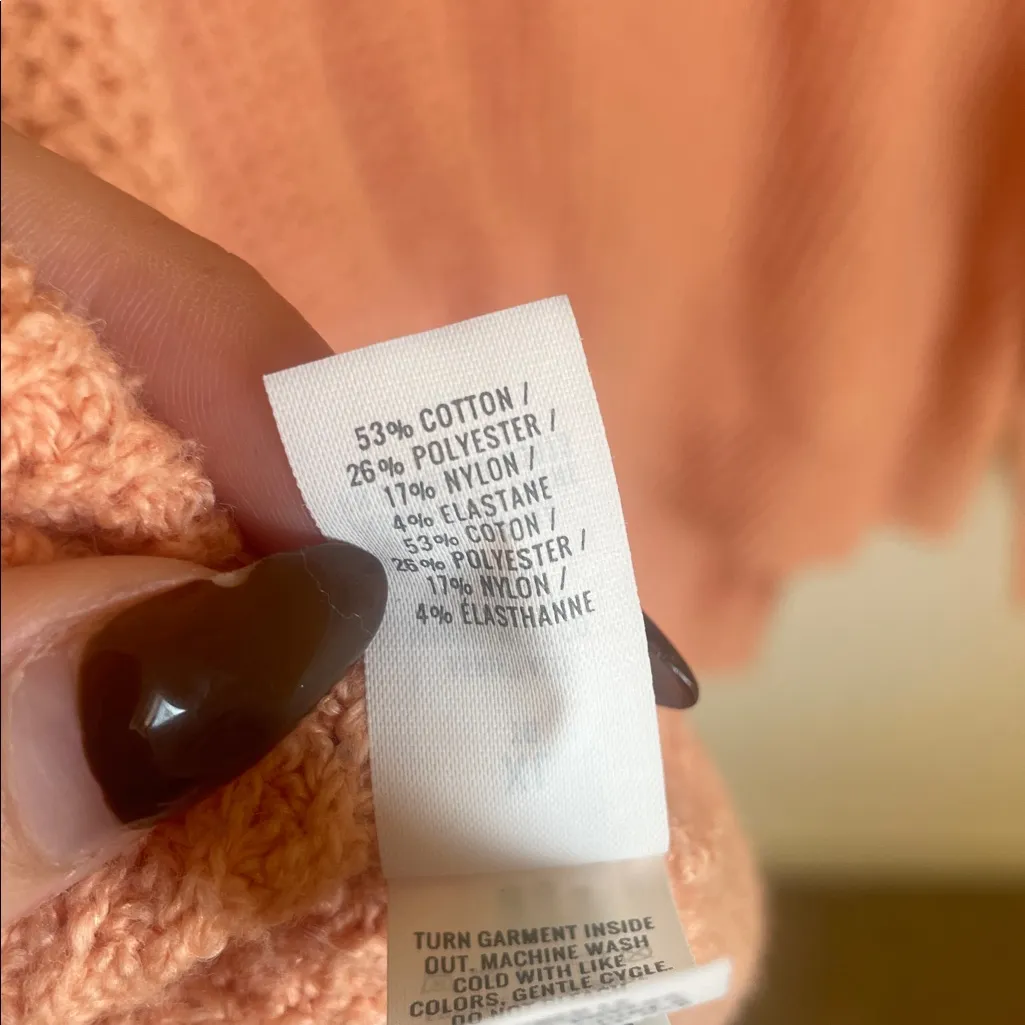 53% COTTON /
26% POLYESTER /
17% NYLON /
4% ELASTANE
53% COTON /
26% POLYESTER /
17% NYLON /
4% ÉLASTHANNE
TURN GARMENT INSIDE
OUT, MACHINE WASH
COLD WITH LIKE
COLORS, GENTLE CYCLE.
DO